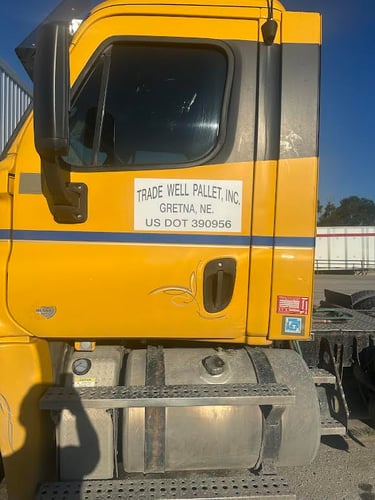 TRADE WELL PALLET, INC.
GRETNA, NE.
US DOT 390956